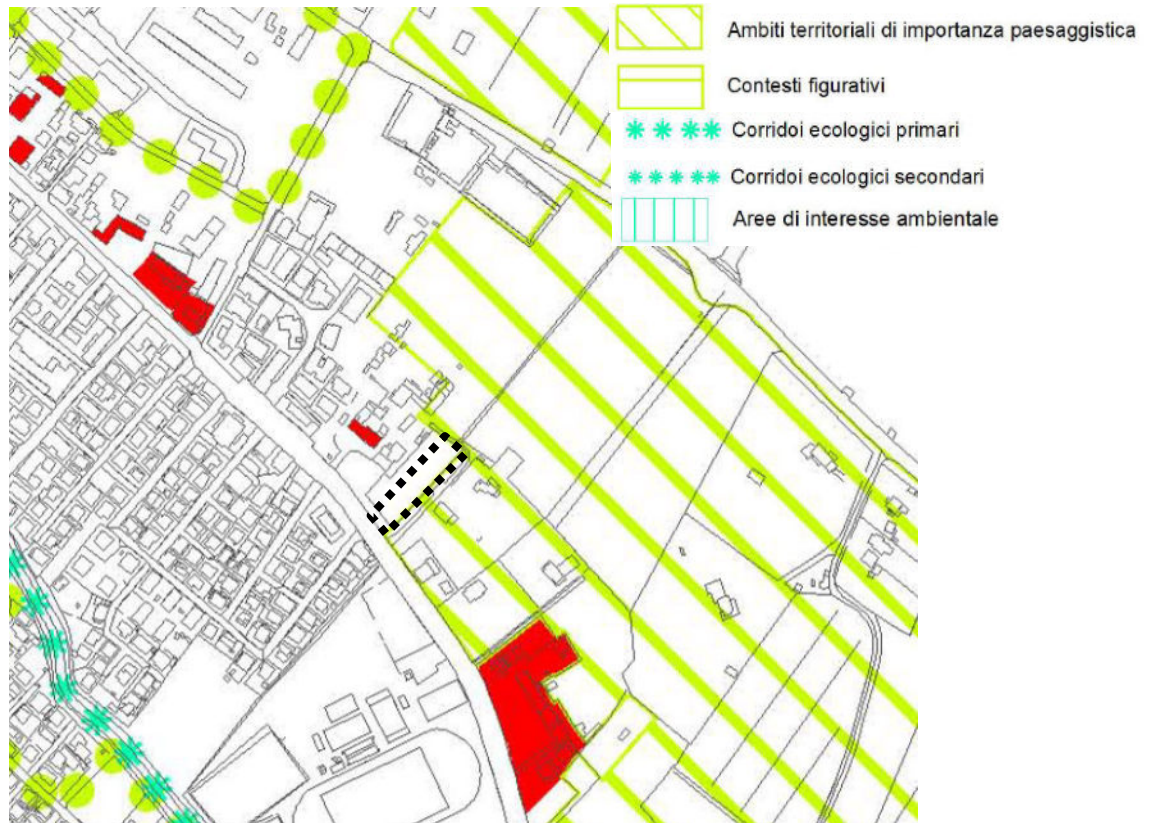 Ambiti territoriali di importanza paesaggistica
Contesti figurativi
Corridoi ecologici primari
Corridoi ecologici secondari
Aree di interesse ambientale